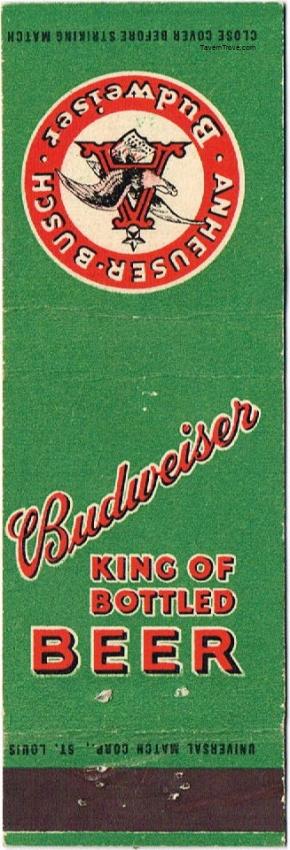 CLOSE COVER BEFORE STRIKING MATCH
TavernTrove.com
Budweiser
· ANHEUSER-BUSCH ·
A
Budweiser
KING OF
BOTTLED
BEER
UNIVERSAL MATCH CORP., ST. LOUIS